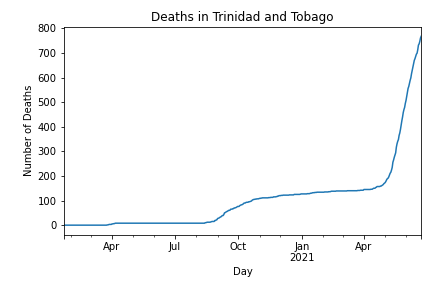 Deaths in Trinidad and Tobago
800
700
600
500
400
300
200
100
0
Number of Deaths
Apr
Jul
Oct
Jan
2021
Apr
Day